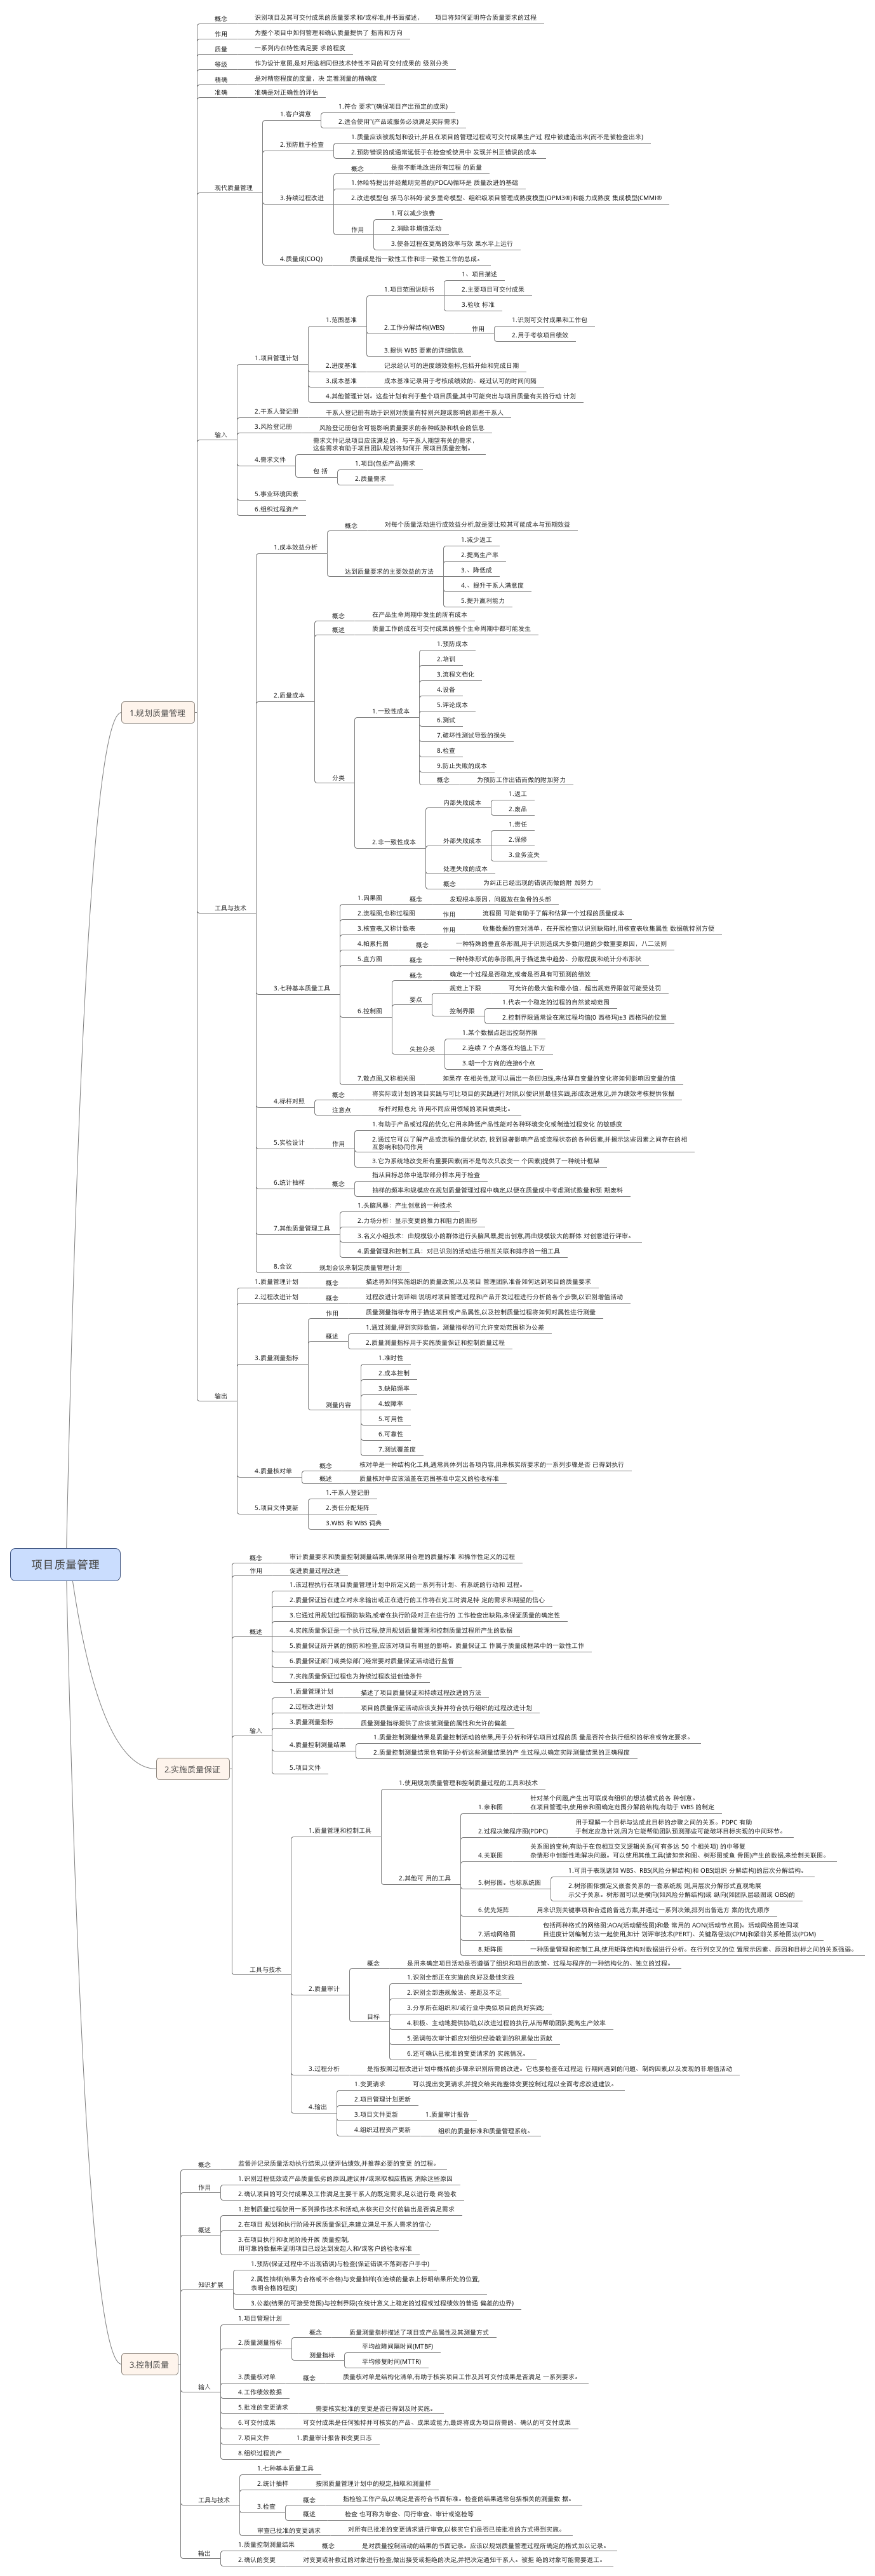 项目质量管理
1.规划质量管理
概念
识别项目及其可交付成果的质量要求和/或标准,并书面描述。 项目将如何证明符合质量要求的过程
作用
为整个项目中如何管理和确认质量提供了 指南和方向
质量
一系列内在特性满足要 求的程度
等级
作为设计意图,是对用途相同但技术特性不同的可交付成果的 级别分类
精确
是对精密程度的度量。决 定着测量的精确度
准确
准确是对正确性的评估
现代质量管理
1.客户满意
1.符合 要求"(确保项目产出预定的成果)
2.适合使用"(产品或服务必须满足实际需求)
2.预防胜于检查
1.质量应该被规划和设计,并且在项目的管理过程或可交付成果生产过 程中被建造出来(而不是被检查出来)
2.预防错误的成通常远低于在检查或使用中 发现并纠正错误的成本
3.持续过程改进
概念
是指不断地改进所有过程 的质量
1.休哈特提出并经戴明完善的(PDCA)循环是 质量改进的基础
2.改进模型包 括马尔科姆·波多里奇模型、组织级项目管理成熟度模型(OPM3®)和能力成熟度 集成模型(CMMI®
作用
1.可以减少浪费
2.消除非增值活动
3.使各过程在更高的效率与效 果水平上运行
4.质量成(COQ)
质量成是指一致性工作和非一致性工作的总成。
输人
1.项目管理计划
1.范围基准
1.项目范围说明书
1、项目描述
2.主要项目可交付成果
3.验收 标准
2.工作分解结构(WBS)
作用
1.识别可交付成果和工作包
2.用于考核项目绩效
3.提供 WBS 要素的详细信息
2.进度基准
记录经认可的进度绩效指标,包括开始和完成日期
3.成本基准
成本基准记录用于考核成绩效的、经过认可的时间间隔
4.其他管理计划。这些计划有利于整个项目质量,其中可能突出与项目质量有关的行动 计划
2.干系人登记册
干系人登记册有助于识别对质量有特别兴趣或影响的那些干系人
3.风险登记册
风险登记册包含可能影响质量要求的各种威胁和机会的信息
4.需求文件
需求文件记录项目应该满足的、与干系人期望有关的需求，
这些需求有助于项目团队规划将如何开 展项目质量控制。
包 括
1.项目(包括产品)需求
2.质量需求
5.事业环境因素
6.组织过程资产
工具与技术
1.成本效益分析
概念
对每个质量活动进行成效益分析,就是要比较其可能成本与预期效益
达到质量要求的主要效益的方法
1.减少返工
2.提高生产率
3.、降低成
4.、提升干系人满意度
5.提升赢利能力
2.质量成本
概念
在产品生命周期中发生的所有成本
概述
质量工作的成在可交付成果的整个生命周期中都可能发生
分类
1.一致性成本
1.预防成本
2.培训
3.流程文档化
4.设备
5.评论成本
6.测试
7.破坏性测试导致的损失
8.检查
9.防止失败的成本
概念
为预防工作出错而做的附加努力
2.非一致性成本
内部失败成本
1.返工
2.废品
外部失败成本
1.责任
2.保修
3.业务流失
处理失败的成本
概念
为纠正已经出现的错误而做的附 加努力
3.七种基本质量工具
1.因果图
概念
发现根本原因，问题放在鱼骨的头部
2.流程图,也称过程图
作用
流程图 可能有助于了解和估算一个过程的质量成本
3.核查表,又称计数表
作用
收集数据的查对清单，在开展检查以识别缺陷时,用核查表收集属性 数据就特别方便
4.帕累托图
概念
一种特殊的垂直条形图,用于识别造成大多数问题的少数重要原因，八二法则
5.直方图
概念
一种特殊形式的条形图,用于描述集中趋势、分散程度和统计分布形状
6.控制图
概念
确定一个过程是否稳定,或者是否具有可预测的绩效
要点
规范上下限
可允许的最大值和最小值，超出规范界限就可能受处罚
控制界限
1.代表一个稳定的过程的自然波动范围
2.控制界限通常设在离过程均值(0 西格玛)±3 西格玛的位置
失控分类
1.某个数据点超出控制界限
2.连续 7 个点落在均值上下方
3.朝一个方向的连接6个点
7.散点图,又称相关图
如果存 在相关性,就可以画出一条回归线,来估算自变量的变化将如何影响因变量的值
4.标杆对照
概念
将实际或计划的项目实践与可比项目的实践进行对照,以便识别最佳实践,形成改进意见,并为绩效考核提供依据
注意点
标杆对照也允 许用不同应用领域的项目做类比。
5.实验设计
作用
1.有助于产品或过程的优化,它用来降低产品性能对各种环境变化或制造过程变化 的敏感度
2.通过它可以了解产品或流程的最优状态, 找到显著影响产品或流程状态的各种因素,并揭示这些因素之间存在的相
互影响和协同作用
3.它为系统地改变所有重要因素(而不是每次只改变一 个因素)提供了一种统计框架
6.统计抽样
概念
指从目标总体中选取部分样本用于检查
抽样的频率和规模应在规划质量管理过程中确定,以便在质量成中考虑测试数量和预 期废料
7.其他质量管理工具
1.头脑风暴：产生创意的一种技术
2.力场分析：显示变更的推力和阻力的图形
3.名义小组技术：由规模较小的群体进行头脑风暴,提出创意,再由规模较大的群体 对创意进行评审。
4.质量管理和控制工具：对已识别的活动进行相互关联和排序的一组工具
8.会议
规划会议来制定质量管理计划
输出
1.质量管理计划
概念
描述将如何实施组织的质量政策,以及项目 管理团队准备如何达到项目的质量要求
2.过程改进计划
概念
过程改进计划详细 说明对项目管理过程和产品开发过程进行分析的各个步骤,以识别增值活动
3.质量测量指标
作用
质量测量指标专用于描述项目或产品属性,以及控制质量过程将如何对属性进行测量
概述
1.通过测量,得到实际数值。测量指标的可允许变动范围称为公差
2.质量测量指标用于实施质量保证和控制质量过程
测量内容
1.准时性
2.成本控制
3.缺陷频率
4.故障率
5.可用性
6.可靠性
7.测试覆盖度
4.质量核对单
概念
核对单是一种结构化工具,通常具体列出各项内容,用来核实所要求的一系列步骤是否 已得到执行
概述
质量核对单应该涵盖在范围基准中定义的验收标准
5.项目文件更新
1.干系人登记册
2.责任分配矩阵
3.WBS 和 WBS 词典
2.实施质量保证
概念
审计质量要求和质量控制测量结果,确保采用合理的质量标准 和操作性定义的过程
作用
促进质量过程改进
概述
1.该过程执行在项目质量管理计划中所定义的一系列有计划、有系统的行动和 过程。
2.质量保证旨在建立对未来输出或正在进行的工作将在完工时满足特 定的需求和期望的信心
3.它通过用规划过程预防缺陷,或者在执行阶段对正在进行的 工作检查出缺陷,来保证质量的确定性
4.实施质量保证是一个执行过程,使用规划质量管理和控制质量过程所产生的数据
5.质量保证所开展的预防和检查,应该对项目有明显的影响。质量保证工 作属于质量成框架中的一致性工作
6.质量保证部门或类似部门经常要对质量保证活动进行监督
7.实施质量保证过程也为持续过程改进创造条件
输人
1.质量管理计划
描述了项目质量保证和持续过程改进的方法
2.过程改进计划
项目的质量保证活动应该支持并符合执行组织的过程改进计划
3.质量测量指标
质量测量指标提供了应该被测量的属性和允许的偏差
4.质量控制测量结果
1.质量控制测量结果是质量控制活动的结果,用于分析和评估项目过程的质 量是否符合执行组织的标准或特定要求。
2.质量控制测量结果也有助于分析这些测量结果的产 生过程,以确定实际测量结果的正确程度
5.项目文件
工具与技术
1.质量管理和控制工具
1.使用规划质量管理和控制质量过程的工具和技术
2.其他可 用的工具
1.亲和图
针对某个问题,产生出可联成有组织的想法模式的各 种创意。
在项目管理中,使用亲和图确定范围分解的结构,有助于 WBS 的制定
2.过程决策程序图(PDPC)
用于理解一个目标与达成此目标的步骤之间的关系。PDPC 有助
于制定应急计划,因为它能帮助团队预测那些可能破坏目标实现的中间环节。
4.关联图
关系图的变种,有助于在包相互交叉逻辑关系(可有多达 50 个相关项) 的中等复
杂情形中创新性地解决问题。可以使用其他工具(诸如亲和图、树形图或鱼 骨图)产生的数据,来绘制关联图。
5.树形图。也称系统图
1.可用于表现诸如 WBS、RBS(风险分解结构)和 OBS(组织 分解结构)的层次分解结构。
2.树形图依据定义嵌套关系的一套系统规 则,用层次分解形式直观地展
示父子关系。树形图可以是横向(如风险分解结构)或 纵向(如团队层级图或 OBS)的
6.优先矩阵
用来识别关键事项和合适的备选方案,并通过一系列决策,排列出备选方 案的优先顺序
7.活动网络图
包括两种格式的网络图:AOA(活动箭线图)和最 常用的 AON(活动节点图)。活动网络图连同项
目进度计划编制方法一起使用,如计 划评审技术(PERT)、关键路径法(CPM)和紧前关系绘图法(PDM)
8.矩阵图
一种质量管理和控制工具,使用矩阵结构对数据进行分析。在行列交叉的位 置展示因素、原因和目标之间的关系强弱。
2.质量审计
概念
是用来确定项目活动是否遵循了组织和项目的政策、过程与程序的一种结构化的、独立的过程。
目标
1.识别全部正在实施的良好及最佳实践
2.识别全部违规做法、差距及不足
3.分享所在组织和/或行业中类似项目的良好实践;
4.积极、主动地提供协助,以改进过程的执行,从而帮助团队提高生产效率
5.强调每次审计都应对组织经验教训的积累做出贡献
6.还可确认已批准的变更请求的 实施情况。
3.过程分析
是指按照过程改进计划中概括的步骤来识别所需的改进。它也要检查在过程运 行期间遇到的问题、制约因素,以及发现的非增值活动
4.输出
1.变更请求
可以提出变更请求,并提交给实施整体变更控制过程以全面考虑改进建议。
2.项目管理计划更新
3.项目文件更新
1.质量审计报告
4.组织过程资产更新
组织的质量标准和质量管理系统。
3.控制质量
概念
监督并记录质量活动执行结果,以便评估绩效,并推荐必要的变更 的过程。
作用
1.识别过程低效或产品质量低劣的原因,建议并/或采取相应措施 消除这些原因
2.确认项目的可交付成果及工作满足主要干系人的既定需求,足以进行最 终验收
概述
1.控制质量过程使用一系列操作技术和活动,来核实已交付的输出是否满足需求
2.在项目 规划和执行阶段开展质量保证,来建立满足干系人需求的信心
3.在项目执行和收尾阶段开展 质量控制,
用可靠的数据来证明项目已经达到发起人和/或客户的验收标准
知识扩展
1.预防(保证过程中不出现错误)与检查(保证错误不落到客户手中)
2.属性抽样(结果为合格或不合格)与变量抽样(在连续的量表上标明结果所处的位置,
表明合格的程度)
3.公差(结果的可接受范围)与控制界限(在统计意义上稳定的过程或过程绩效的普通 偏差的边界)
输人
1.项目管理计划
2.质量测量指标
概念
质量测量指标描述了项目或产品属性及其测量方式
测量指标
平均故障间隔时间(MTBF)
平均修复时间(MTTR)
3.质量核对单
概念
质量核对单是结构化清单,有助于核实项目工作及其可交付成果是否满足 一系列要求。
4.工作绩效数据
5.批准的变更请求
需要核实批准的变更是否已得到及时实施。
6.可交付成果
可交付成果是任何独特并可核实的产品、成果或能力,最终将成为项目所需的、确认的可交付成果
7.项目文件
1.质量审计报告和变更日志
8.组织过程资产
工具与技术
1.七种基本质量工具
2.统计抽样
按照质量管理计划中的规定,抽取和测量样
3.检查
概念
指检验工作产品,以确定是否符合书面标准。检查的结果通常包括相关的测量数 据。
概述
检查 也可称为审查、同行审查、审计或巡检等
审查已批准的变更请求
对所有已批准的变更请求进行审查,以核实它们是否已按批准的方式得到实施。
输出
1.质量控制测量结果
概念
是对质量控制活动的结果的书面记录。应该以规划质量管理过程所确定的格式加以记录。
2.确认的变更
对变更或补救过的对象进行检查,做出接受或拒绝的决定,并把决定通知干系人。被拒 绝的对象可能需要返工。